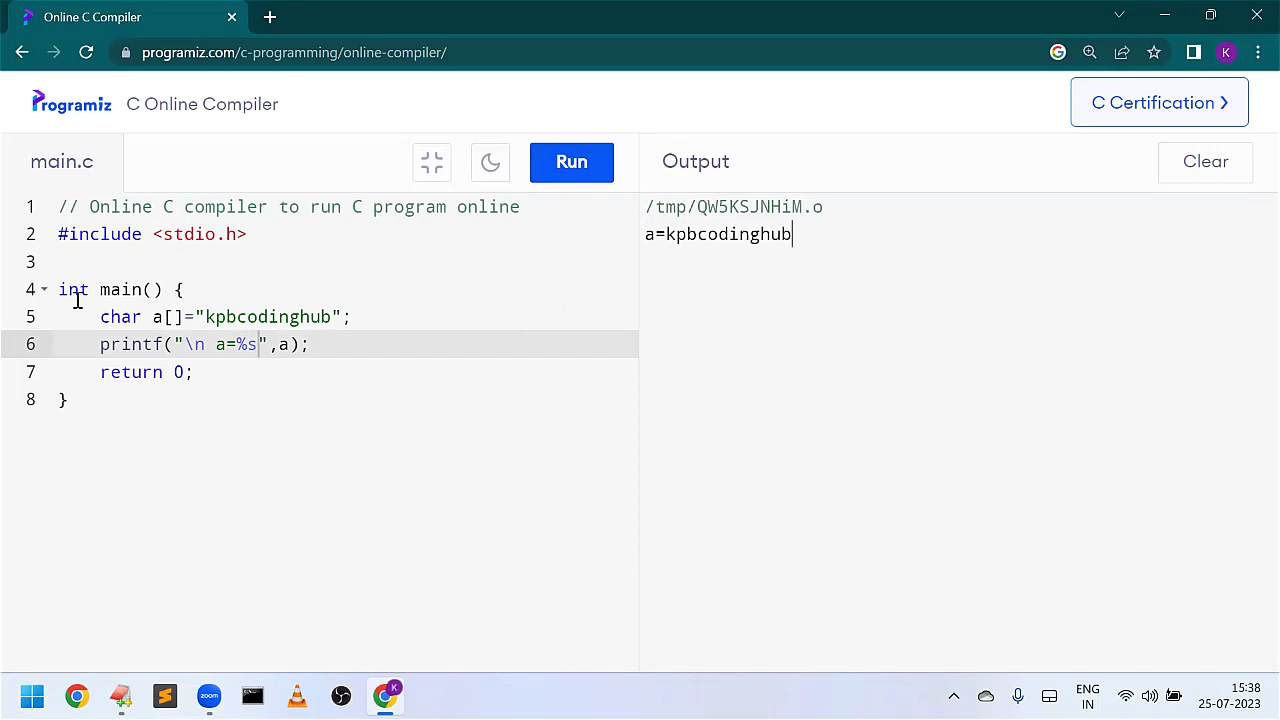 Online C Compiler
programiz.com/c-programming/online-compiler/
K
Programiz
C Online Compiler
C Certification
main.c
Run
Output
Clear
1 // Online C compiler to run C program online
2 #include <stdio.h>
3
4 int main() {
5 char a[]="kpbcodinghub";
6 printf("\n a=%s",a);
7 return 0;
8 }
/tmp/QW5KSJNHiM.o
a=kpbcodinghub
zoom
K
ENG
IN
15:38
25-07-2023